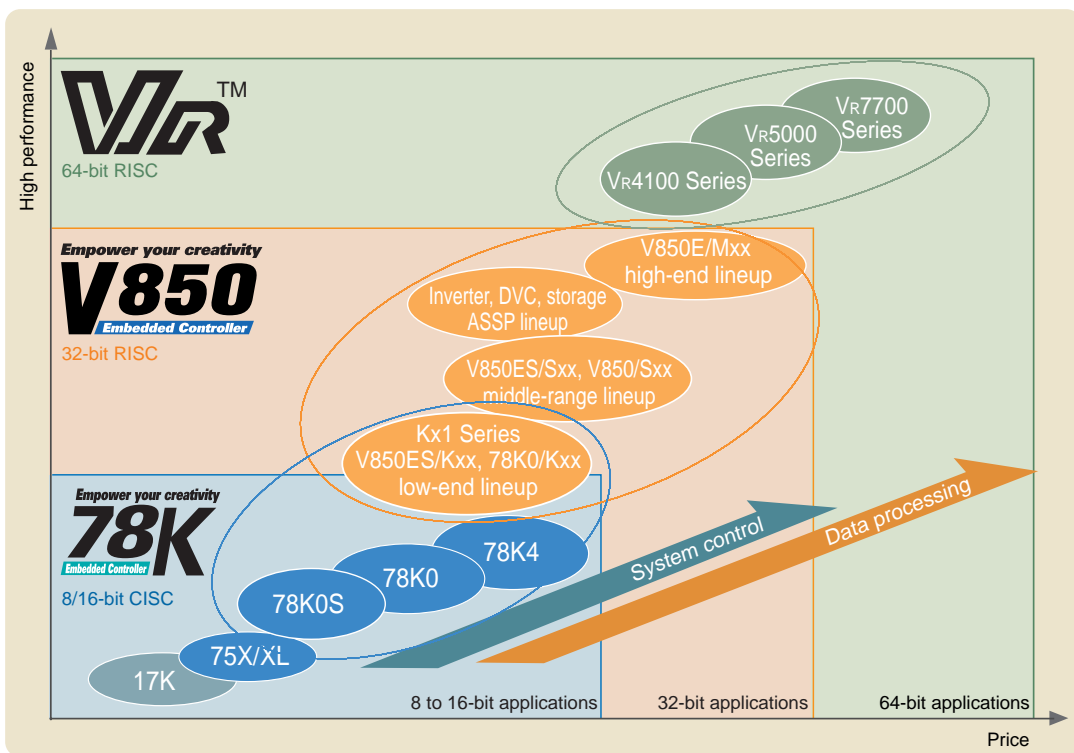 High performance
VR™
64-bit RISC
VR7700
Series
VR5000
Series
VR4100 Series
Empower your creativity
V850
Embedded Controller
32-bit RISC
V850E/Mxx
high-end lineup
Inverter, DVC, storage
ASSP lineup
V850ES/Sxx, V850/Sxx
middle-range lineup
Kx1 Series
V850ES/Kxx, 78K0/Kxx
low-end lineup
Empower your creativity
78K
Embedded Controller
8/16-bit CISC
78K4
78K0
78K0S
75X/XL
17K
System control
Data processing
8 to 16-bit applications
32-bit applications
64-bit applications
Price